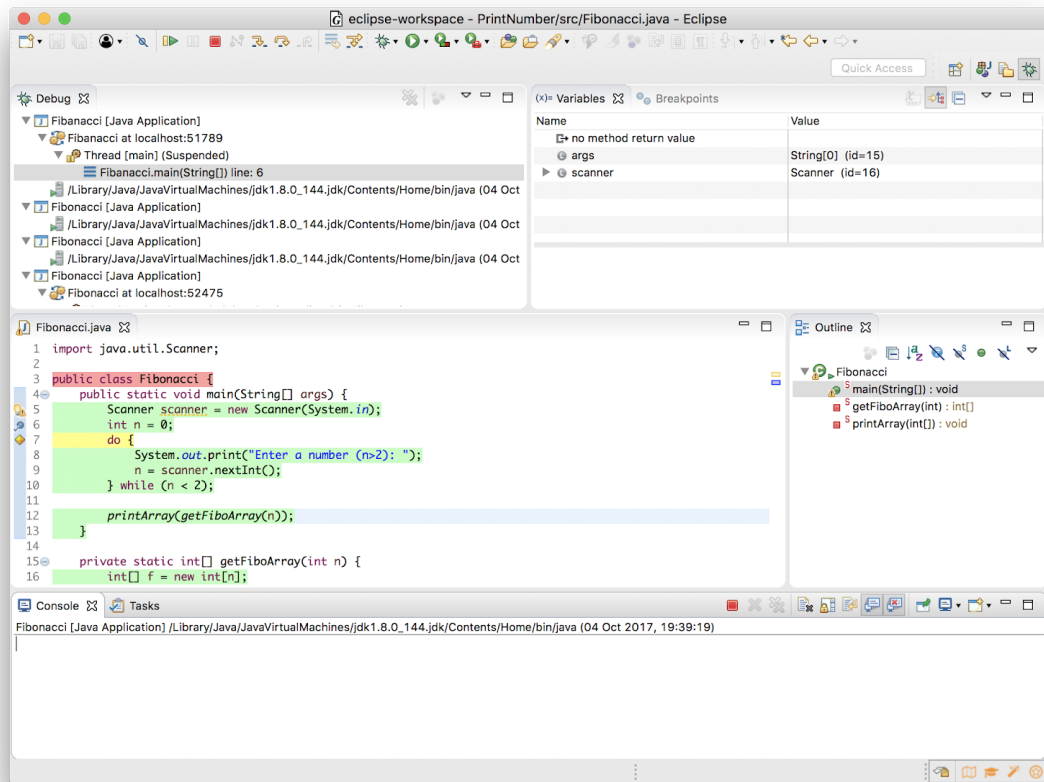 eclipse-workspace - PrintNumber/src/Fibonacci.java - Eclipse
Quick Access
Debug
Fibanacci [Java Application]
Fibanacci at localhost:51789
Thread [main] (Suspended)
Fibanacci.main(String[]) line: 6
/Library/Java/JavaVirtualMachines/jdk1.8.0_144.jdk/Contents/Home/bin/java (04 Oct
Fibonacci [Java Application]
/Library/Java/JavaVirtualMachines/jdk1.8.0_144.jdk/Contents/Home/bin/java (04 Oct
Fibonacci [Java Application]
/Library/Java/JavaVirtualMachines/jdk1.8.0_144.jdk/Contents/Home/bin/java (04 Oct
Fibonacci [Java Application]
Fibonacci at localhost:52475
(x)= Variables Breakpoints
Name Value
no method return value
args String[0] (id=15)
scanner Scanner (id=16)
Fibonacci.java
1 import java.util.Scanner;
2
3 public class Fibonacci {
4 public static void main(String[] args) {
5 Scanner scanner = new Scanner(System.in);
6 int n = 0;
7 do {
8 System.out.print("Enter a number (n>2): ");
9 n = scanner.nextInt();
10 } while (n < 2);
11
12 printArray(getFiboArray(n));
13 }
14
15 private static int[] getFiboArray(int n) {
16 int[] f = new int[n];
Outline
Fibonacci
main(String[]) : void
getFiboArray(int) : int[]
printArray(int[]) : void
Console Tasks
Fibonacci [Java Application] /Library/Java/JavaVirtualMachines/jdk1.8.0_144.jdk/Contents/Home/bin/java (04 Oct 2017, 19:39:19)